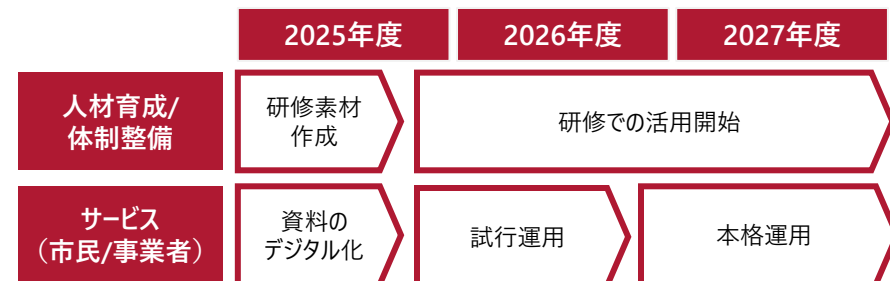 2025年度 2026年度 2027年度
人材育成/
体制整備
研修素材
作成
研修での活用開始
サービス
（市民/事業者）
資料の
デジタル化
試行運用
本格運用